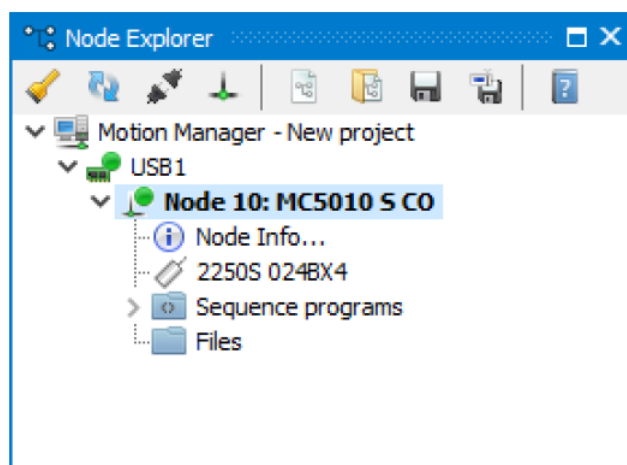 Node Explorer
Motion Manager - New project
USB1
Node 10: MC5010 S CO
Node Info...
2250S 024BX4
Sequence programs
Files